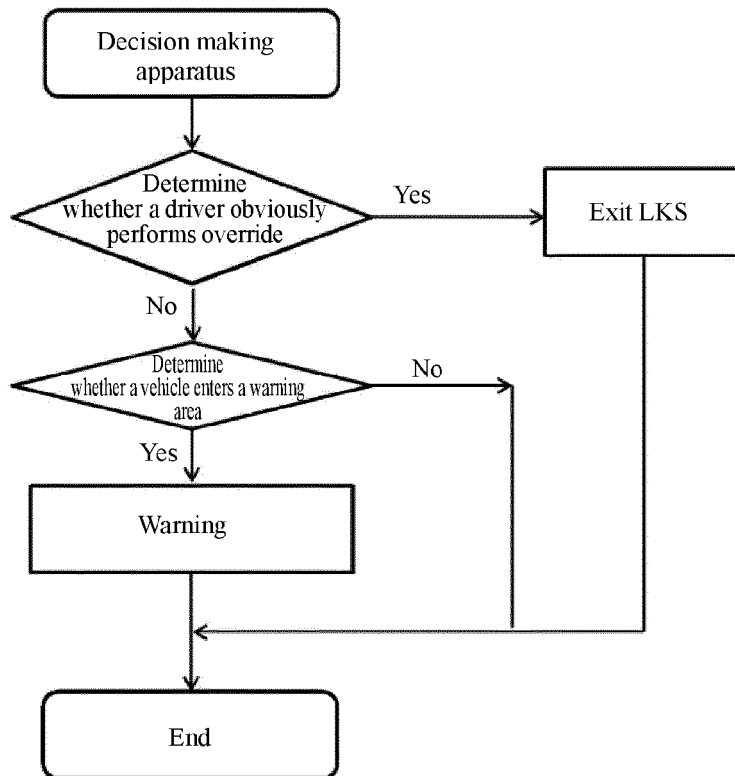 Decision making
apparatus
Determine
whether a driver obviously
performs override
Yes
Exit LKS
No
Determine
whether a vehicle enters a warning
area
No
Yes
Warning
End